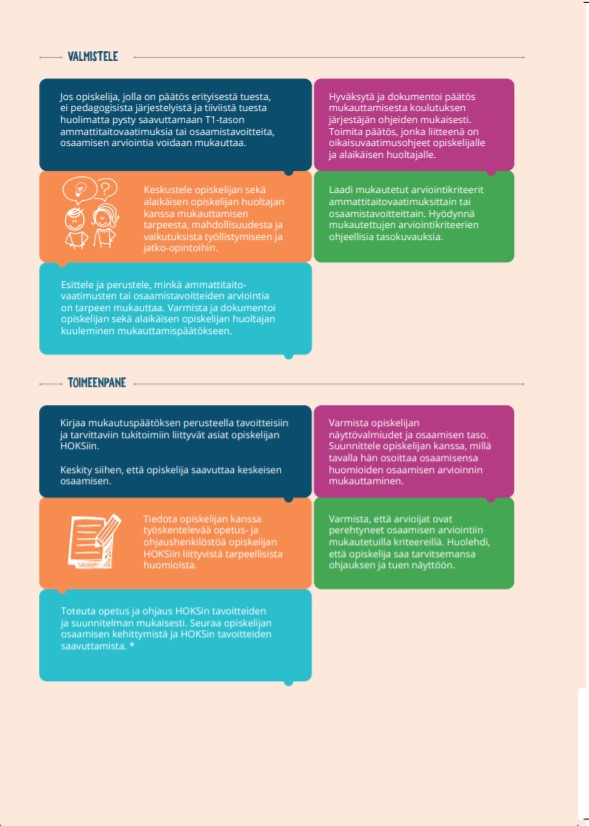 VALMISTELE
Jos opiskelija, jolla on päätös erityisestä tuesta,
ei pedagogisista järjestelyistä ja tiiviistä tuesta
huolimatta pysty saavuttamaan T1-tason
ammattitaitovaatimuksia tai osaamistavoitteita,
osaamisen arviointia voidaan mukauttaa.
Keskustele opiskelijan sekä
alaikäisen opiskelijan huoltajan
kanssa mukauttamisen
tarpeesta, mahdollisuudesta ja
vaikutuksista työllistymiseen ja
jatko-opintoihin.
Esittele ja perustele, minkä ammattitaito-
vaatimusten tai osaamistavoitteiden arviointia
on tarpeen mukauttaa. Varmista ja dokumentoi
opiskelijan sekä alaikäisen opiskelijan huoltajan
kuuleminen mukauttamispäätökseen.
Hyväksytä ja dokumentoi päätös
mukauttamisesta koulutuksen
järjestäjän ohjeiden mukaisesti.
Toimita päätös, jonka liitteenä on
oikaisuvaatimusohjeet opiskelijalle
ja alaikäisen huoltajalle.
Laadi mukautetut arviointikriteerit
ammattitaitovaatimuksittain tai
osaamistavoitteittain. Hyödynnä
mukautettujen arviointikriteerien
ohjeellisia tasokuvauksia.
TOIMEENPANE
Kirjaa mukautuspäätöksen perusteella tavoitteisiin
ja tarvittaviin tukitoimiin liittyvät asiat opiskelijan
HOKSiin.
Keskity siihen, että opiskelija saavuttaa keskeisen
osaamisen.
Tiedota opiskelijan kanssa
työskentelevää opetus- ja
ohjaushenkilöstöä opiskelijan
HOKSiin liittyvistä tarpeellisista
huomioista.
Toteuta opetus ja ohjaus HOKSin tavoitteiden
ja suunnitelman mukaisesti. Seuraa opiskelijan
osaamisen kehittymistä ja HOKSin tavoitteiden
saavuttamista. *
Varmista opiskelijan
näyttövalmiudet ja osaamisen taso.
Suunnittele opiskelijan kanssa, millä
tavalla hän osoittaa osaamisensa
huomioiden osaamisen arvioinnin
mukauttaminen.
Varmista, että arvioijat ovat
perehtyneet osaamisen arviointiin
mukautetuilla kriteereillä. Huolehdi,
että opiskelija saa tarvitsemansa
ohjauksen ja tuen näyttöön.